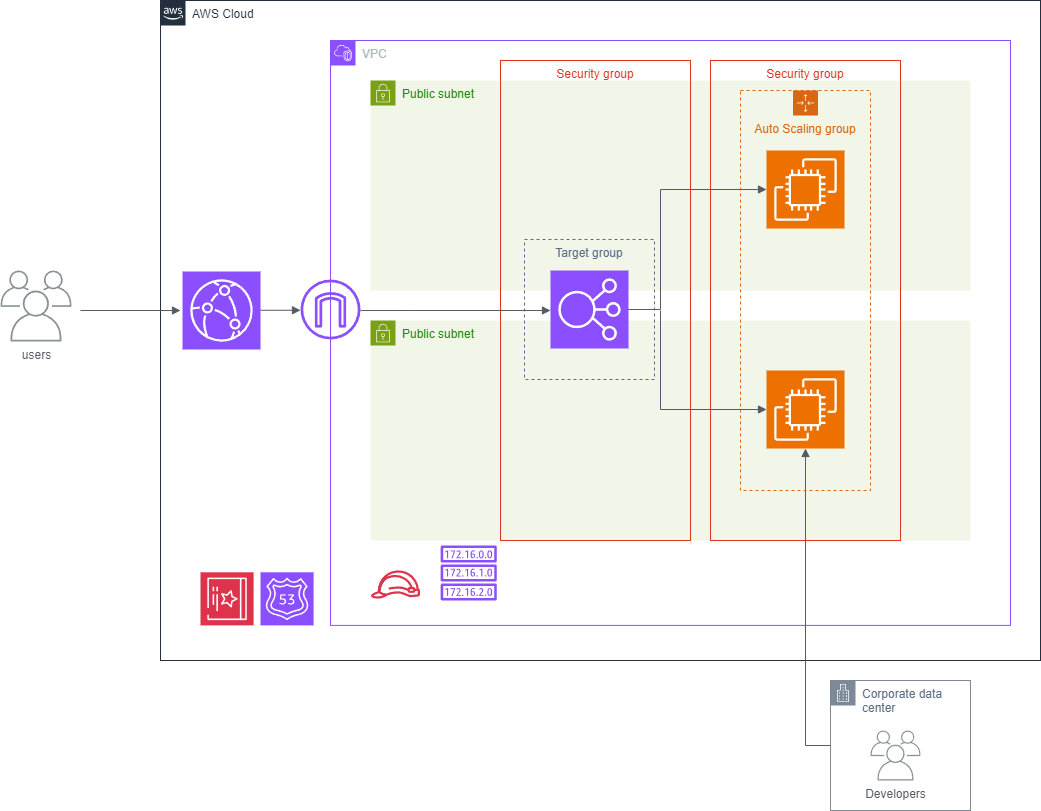 aws
AWS Cloud
VPC
Security group
Security group
Public subnet
Auto Scaling group
Target group
users
Public subnet
172.16.0.0
172.16.1.0
172.16.2.0
53
Corporate data
center
Developers